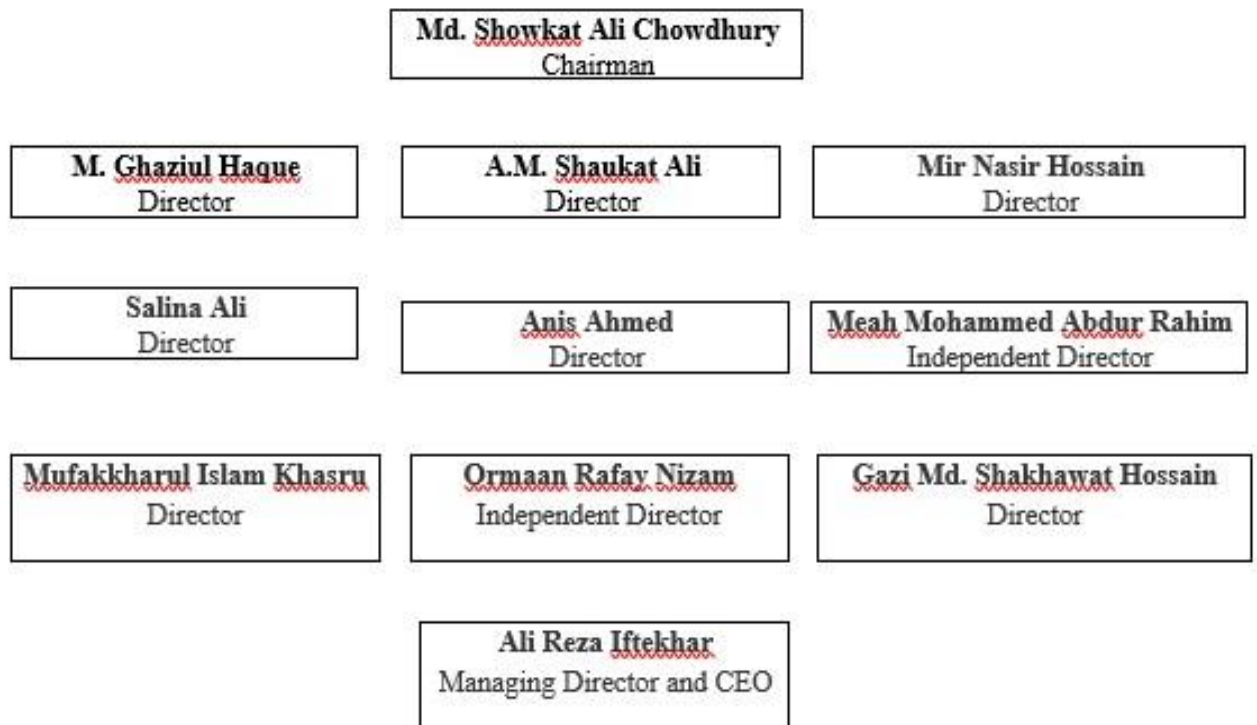 Md. Showkat Ali Chowdhury
Chairman
M. Ghaziul Haque
Director
A.M. Shaukat Ali
Director
Mir Nasir Hossain
Director
Salina Ali
Director
Anis Ahmed
Director
Meah Mohammed Abdur Rahim
Independent Director
Mufakkharul Islam Khasru
Director
Ormaan Rafay Nizam
Independent Director
Gazi Md. Shakhawat Hossain
Director
Ali Reza Iftekhar
Managing Director and CEO